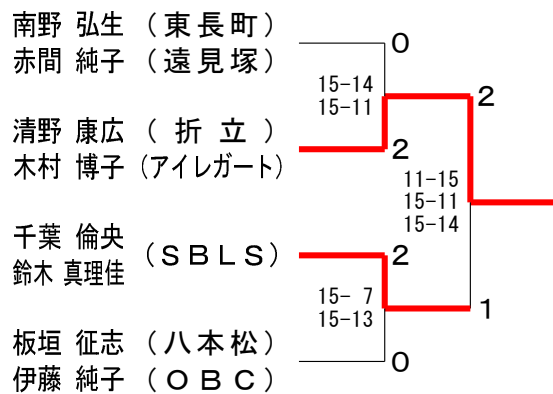 南野 弘生 (東長町)
赤間 純子 (遠見塚)
0
15-14
15-11
2
清野 康広 ( 折 立 )
木村 博子 (アイレガート)
2
11-15
15-11
15-14
千葉 倫央
鈴木 真理佳
(SBLS)
2
15- 7
15-13
1
板垣 征志 (八本松)
伊藤 純子 (OBC)
0